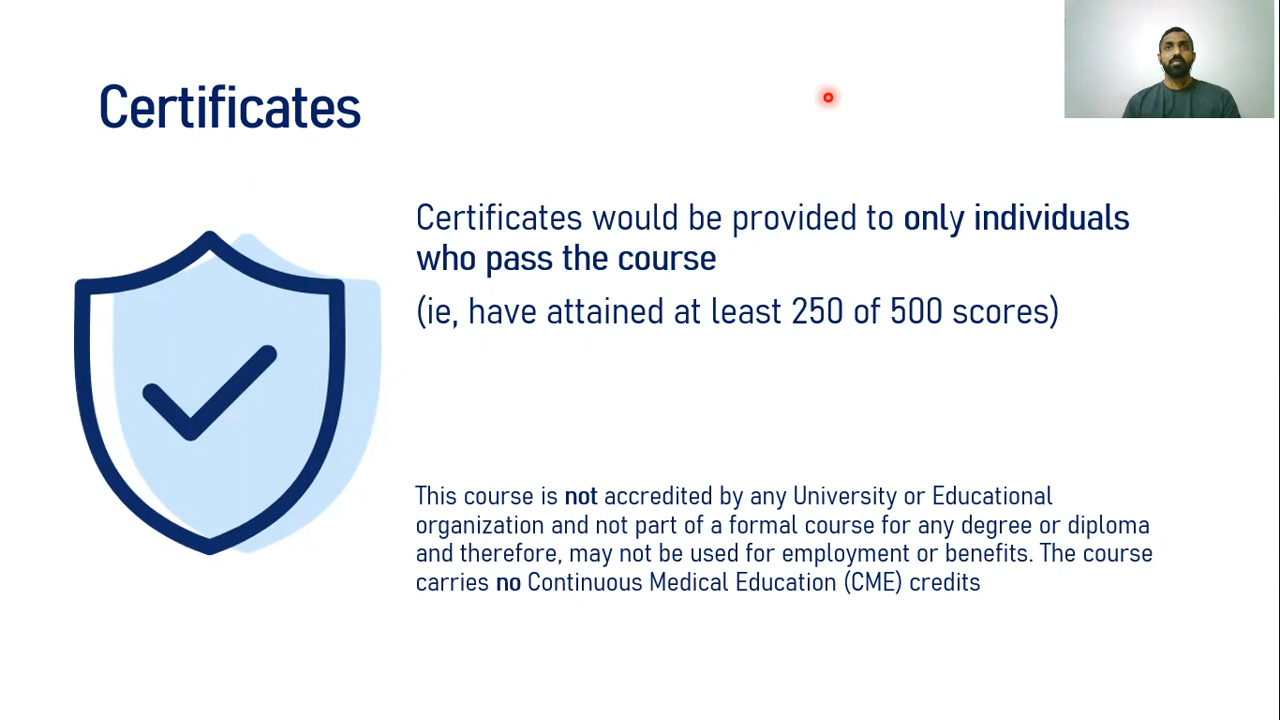 Certificates
Certificates would be provided to only individuals
who pass the course
(ie, have attained at least 250 of 500 scores)
This course is not accredited by any University or Educational
organization and not part of a formal course for any degree or diploma
and therefore, may not be used for employment or benefits. The course
carries no Continuous Medical Education (CME) credits